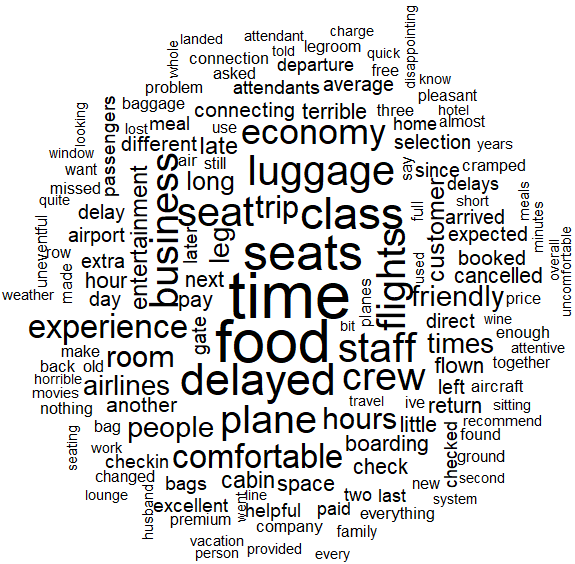 landed
attendant
charge
disappointing
whole
connection
told
legroom
quick
asked
departure
free
know
problem
attendants
average
pleasant
looking
baggage
connecting
terrible
three
hotel
lost
meal
use
economy
home
almost
passengers
different
late
selection
years
window
air
still
luggage
say
since
cramped
want
business
long
delays
missed
entertainment
seat
trip
class
full
customer
short
meals
quite
delay
later
leg
arrived
minutes
uneventful
airport
seats
flights
used
expected
overall
uncomfortable
row
extra
booked
made
hour
next
time
planes
cancelled
weather
day
pay
friendly
price
experience
gate
food
bit
staff
direct
wine
make
room
times
enough
attentive
back
old
flown
together
horrible
airlines
delayed
crew
left
aircraft
movies
nothing
another
travel
ive
return
sitting
bag
people
plane
hours
little
recommend
seating
work
boarding
checked
found
checkin
comfortable
check
ground
changed
bags
cabin
space
new
second
lounge
husband
went
line
two
last
system
excellent
helpful
paid
everything
premium
company
family
vacation
person
provided
every